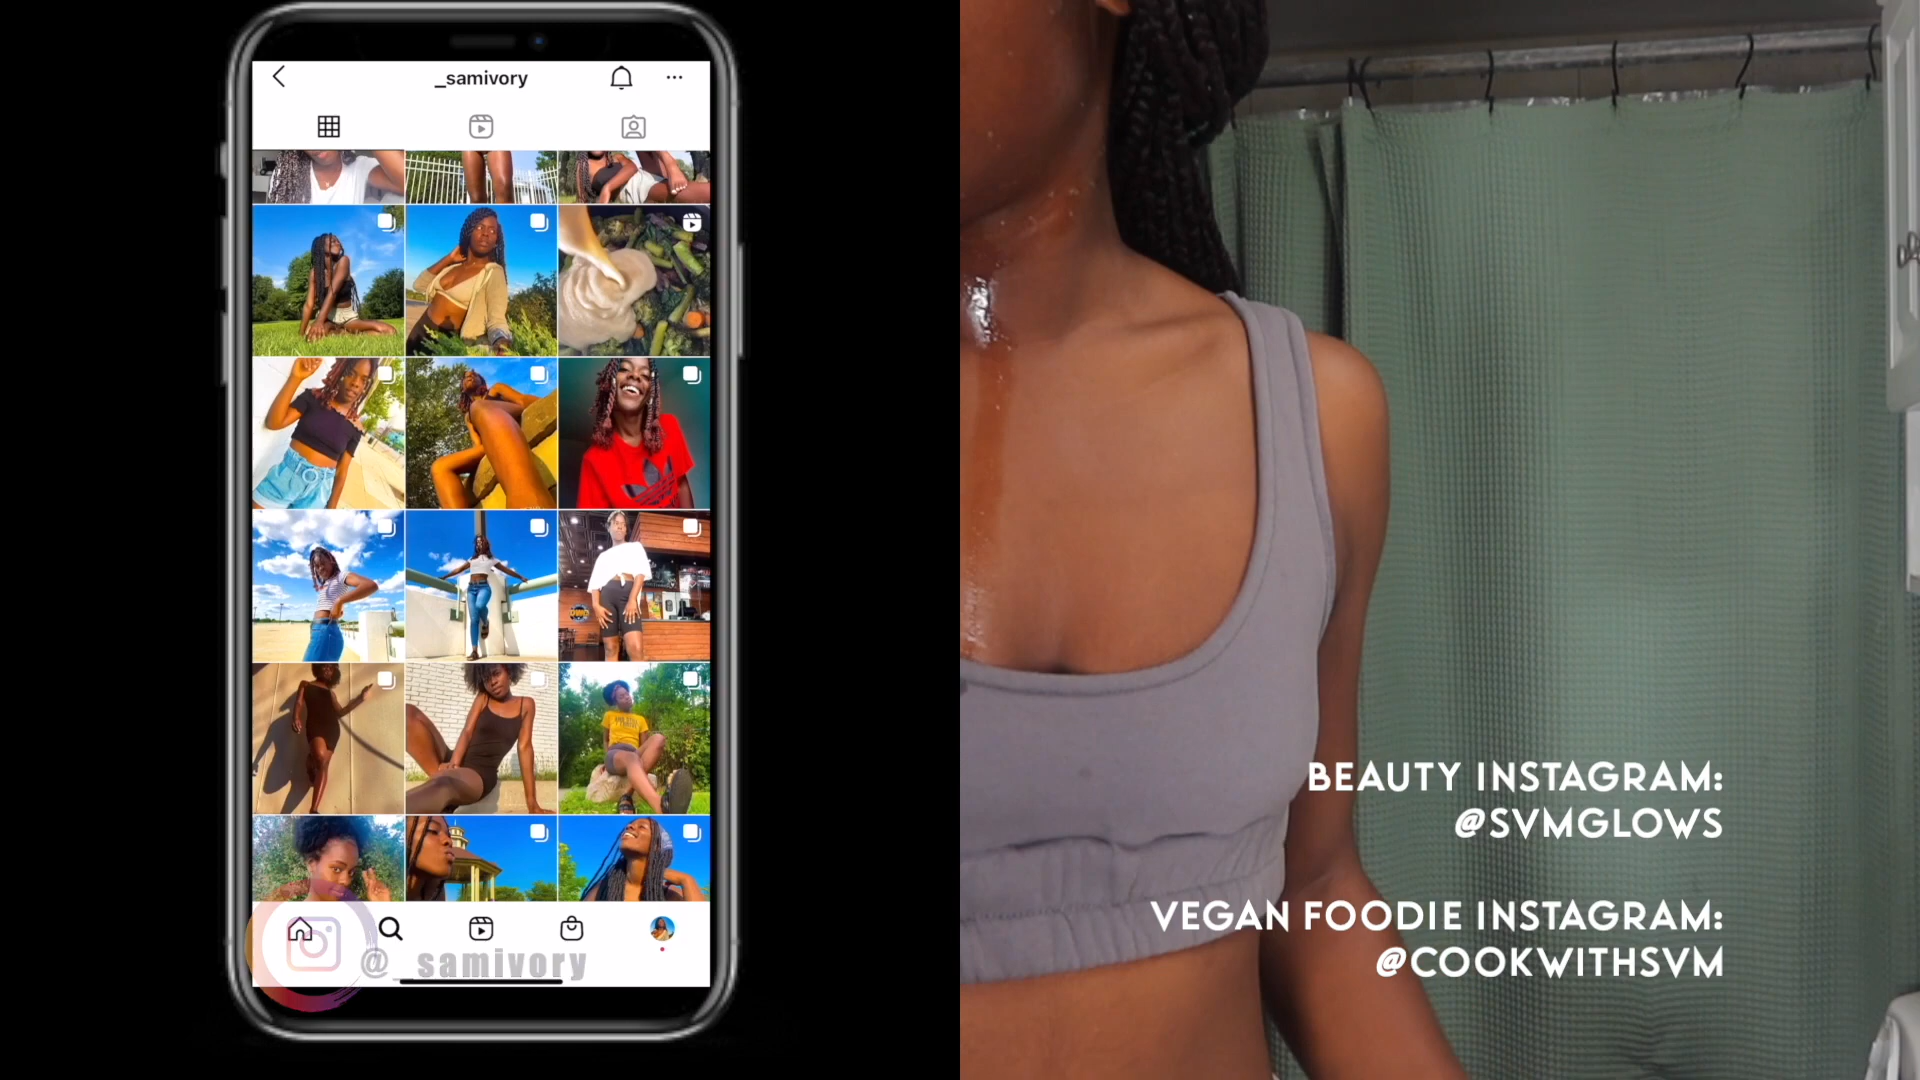 _samivory
@_samivory
BEAUTY INSTAGRAM:
@SVMGLOWS
VEGAN FOODIE INSTAGRAM:
@COOKWITHSVM